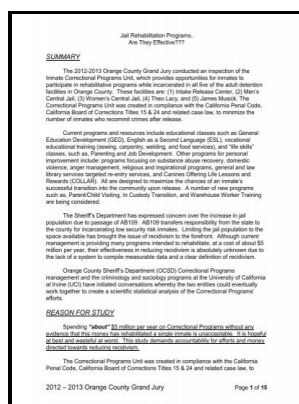 Jail Rehabilitation Programs,
Are They Effective???
SUMMARY
The 2012-2013 Orange County Grand Jury conducted an inspection of the
Inmate Correctional Programs Unit, which provides opportunities for inmates to
participate in rehabilitative programs while incarcerated in all five of the adult detention
facilities in Orange County. These facilities are: (1) Intake Release Center, (2) Men's
Central Jail, (3) Women's Central Jail, (4) Theo Lacy, and (5) James Musick. The
Correctional Programs Unit was created in compliance with the California Penal Code,
California Board of Corrections Titles 15 & 24 and related case law, to minimize the
number of inmates who recommit crimes after release.
Current programs and resources include educational classes such as General
Education Development (GED), English as a Second Language (ESL), vocational
educational training (sewing, carpentry, welding, and food services), and "life skills"
classes, such as Parenting and Job Development. Other programs for personal
improvement include: programs focusing on substance abuse recovery, domestic
violence, anger management, religious and inspirational programs, general and law
library services targeted re-entry services, and Canines Offering Life Lessons and
Rewards (COLLAR). All are designed to maximize the chances of an inmate's
successful transition into the community upon release. A number of new programs
such as, Parent/Child Visiting, In Custody Transition, and Warehouse Worker Training
are being considered.
The Sheriff's Department has expressed concern over the increase in jail
population due to passage of AB109. AB109 transfers responsibility from the state to
the county for incarcerating low security risk inmates. Limiting the jail population to the
space available has brought the issue of recidivism to the forefront. Although current
management is providing many programs intended to rehabilitate, at a cost of about $5
million per year, their effectiveness in reducing recidivism is absolutely unknown due to
the lack of a system to compile measurable data and a clear definition of recidivism.
Orange County Sheriff's Department (OCSD) Correctional Programs
management and the criminology and sociology programs at the University of California
at Irvine (UCI) have initiated conversations whereby the two entities could eventually
work together to create a scientific statistical analysis of the Correctional Programs'
efforts.
REASON FOR STUDY
Spending "about" $5 million per year on Correctional Programs without any
evidence that this money has rehabilitated a single inmate is unacceptable. It is hopeful
at best and wasteful at worst. This study demands accountability for efforts and money
directed towards reducing recidivism.
The Correctional Programs Unit was created in compliance with the California
Penal Code, California Board of Corrections Titles 15 & 24 and related case law, to
2012 – 2013 Orange County Grand Jury Page 1 of 15